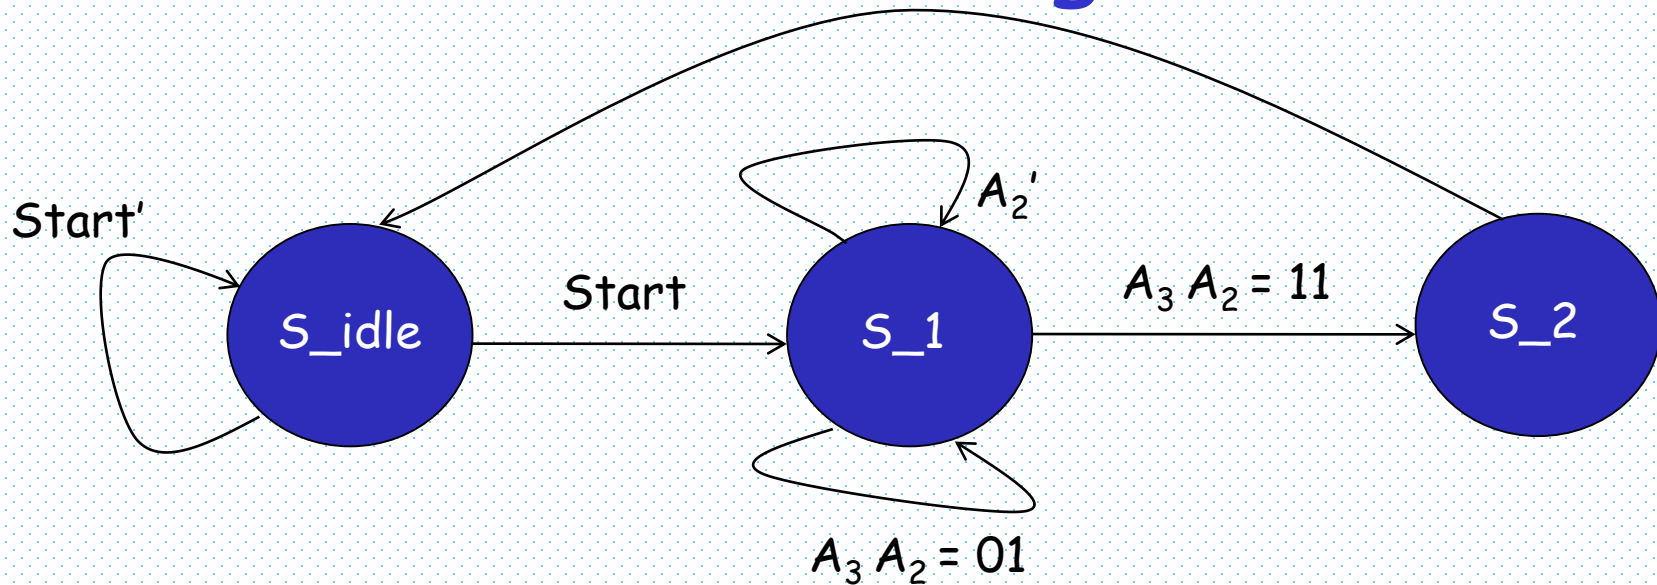 Start'
A₂'
Start
A₃ A₂ = 11
S_idle
S_1
S_2
A₃ A₂ = 01